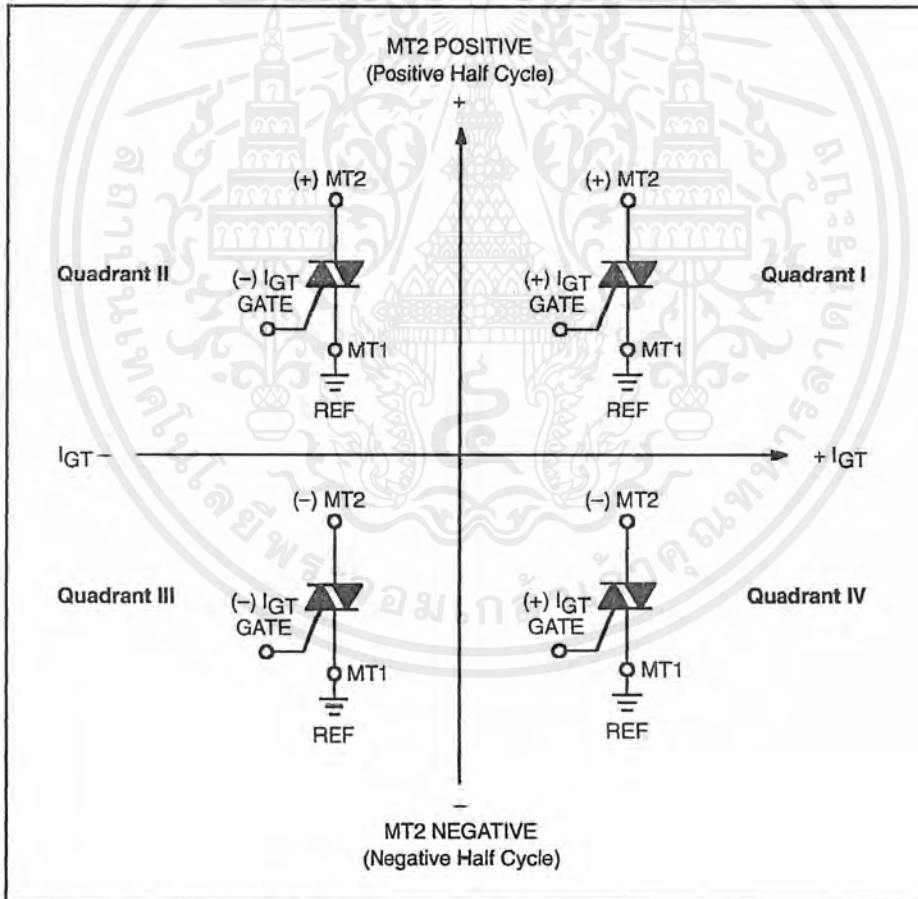 MT2 POSITIVE
(Positive Half Cycle)
+
(+) MT2
(+) MT2
Quadrant II
(−) IGT
GATE
(+) IGT
GATE
Quadrant I
MT1
MT1
REF
REF
IGT −
+ IGT
(−) MT2
(−) MT2
Quadrant III
(−) IGT
GATE
(+) IGT
GATE
Quadrant IV
MT1
MT1
REF
REF
−
MT2 NEGATIVE
(Negative Half Cycle)